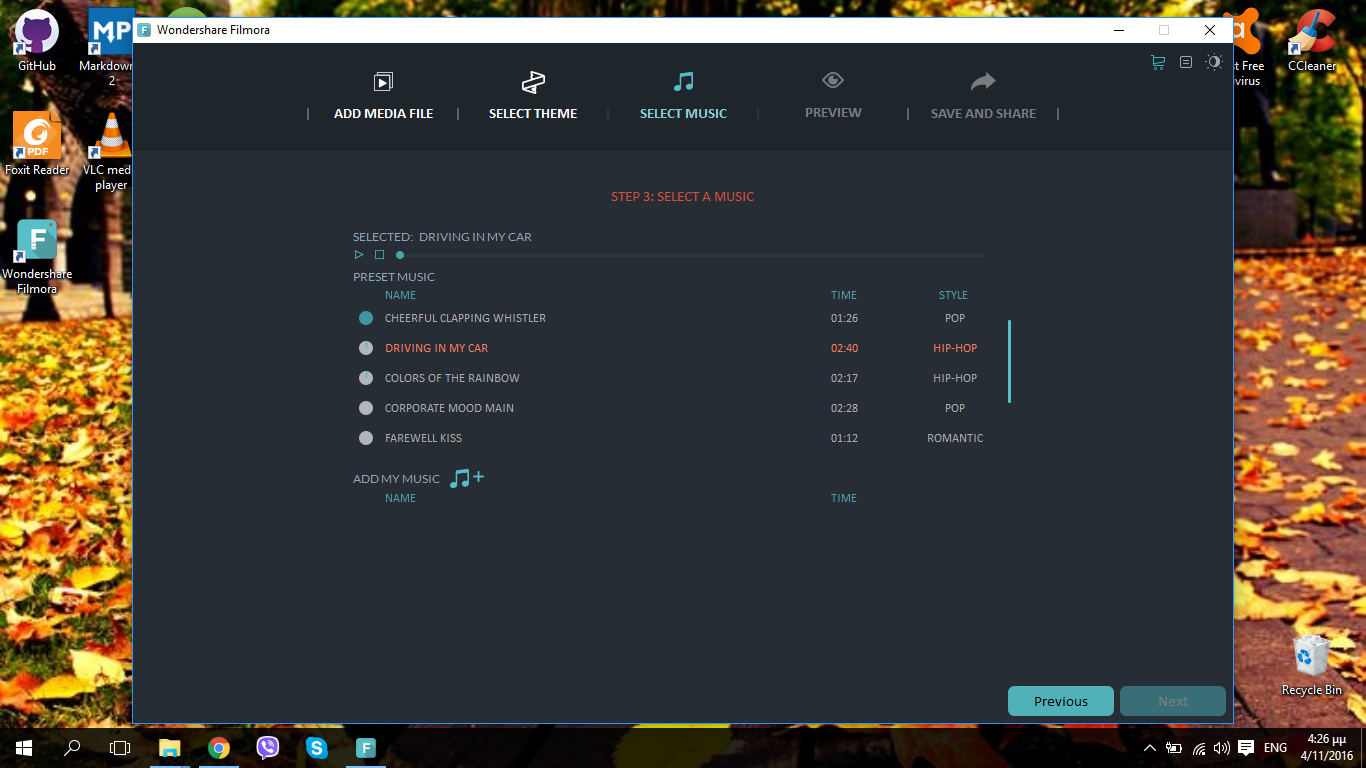 GitHub
Markdown
2
Foxit Reader
PDF
VLC med
player
Wondershare
Filmora
MP
F
Wondershare Filmora
ADD MEDIA FILE
SELECT THEME
SELECT MUSIC
PREVIEW
SAVE AND SHARE
STEP 3: SELECT A MUSIC
SELECTED: DRIVING IN MY CAR
PRESET MUSIC
NAME TIME STYLE
CHEERFUL CLAPPING WHISTLER 01:26 POP
DRIVING IN MY CAR 02:40 HIP-HOP
COLORS OF THE RAINBOW 02:17 HIP-HOP
CORPORATE MOOD MAIN 02:28 POP
FAREWELL KISS 01:12 ROMANTIC
ADD MY MUSIC
NAME TIME
Previous
Next
t Free
virus
CCleaner
Recycle Bin
ENG
4:26 μμ
4/11/2016